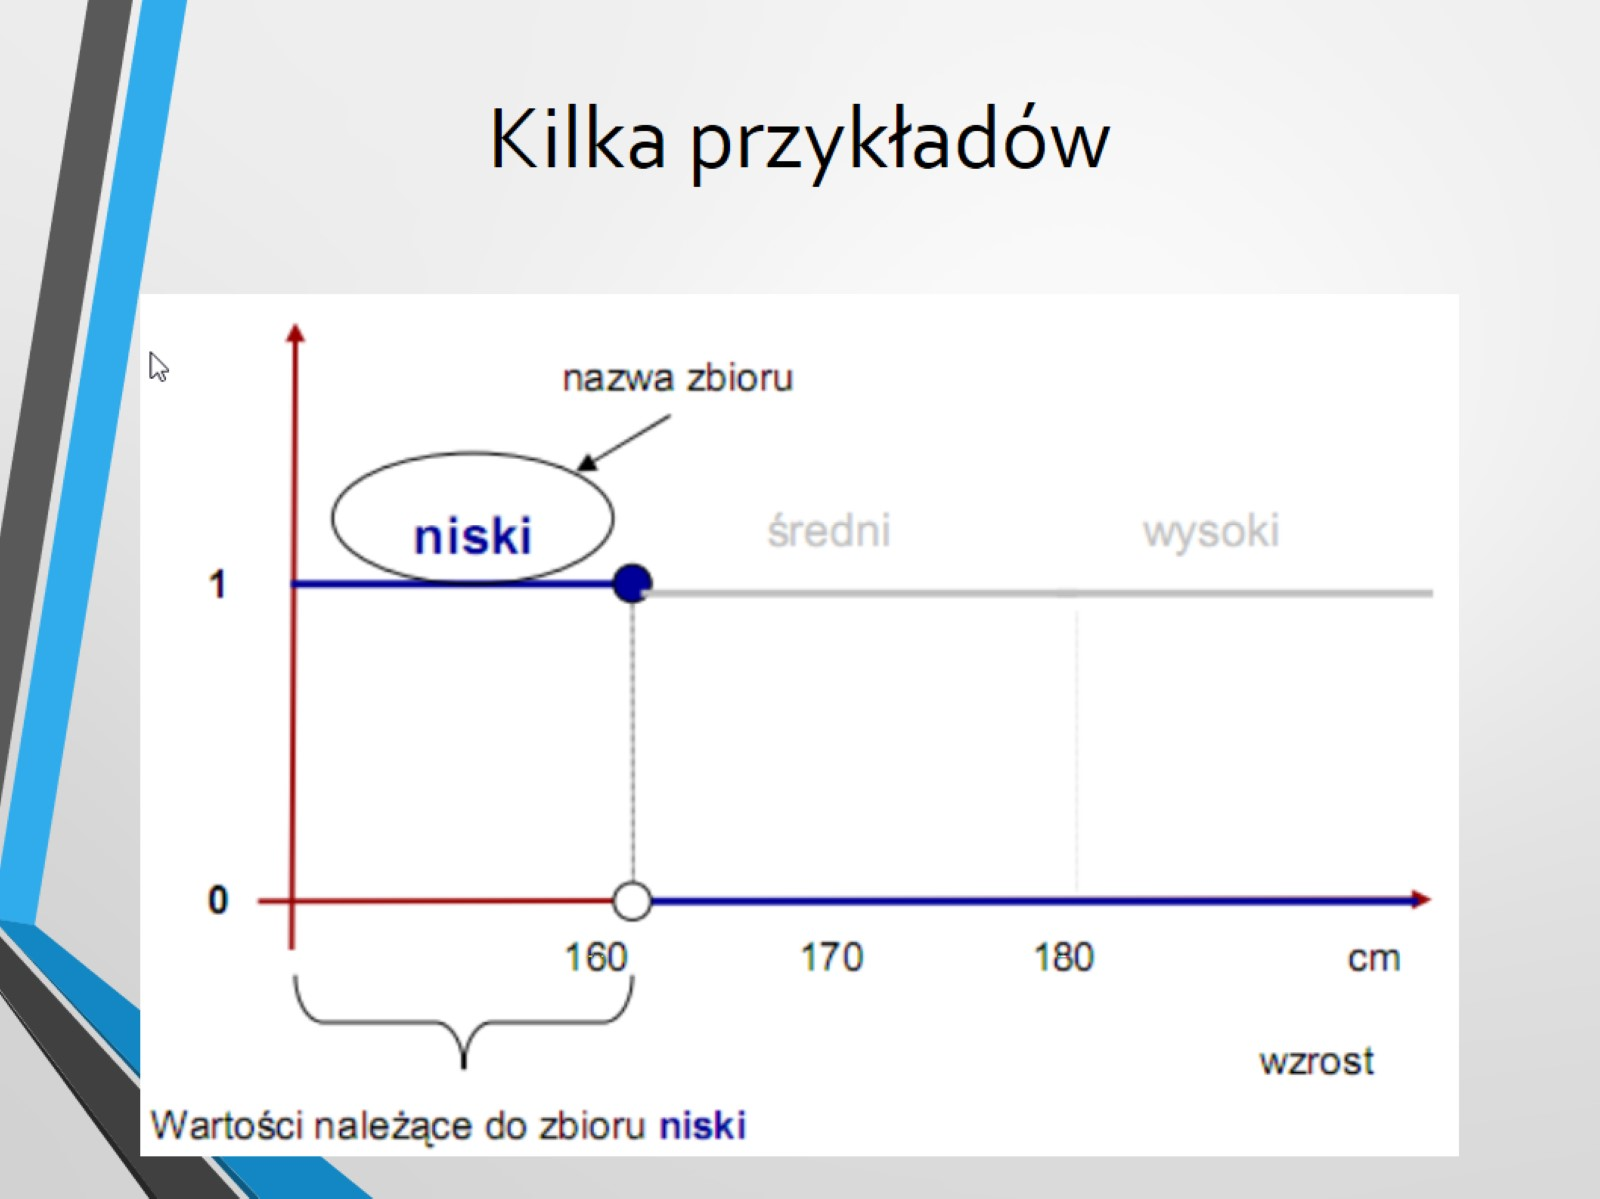 Kilka przykładów
nazwa zbioru
niski
średni
wysoki
1
0
160
170
180
cm
wzrost
Wartości należące do zbioru niski